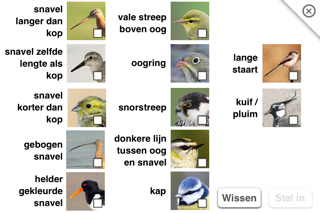 snavel
langer dan
kop
vale streep
boven oog
snavel zelfde
lengte als
kop
oogring
lange
staart
snavel
korter dan
kop
snorstreep
kuif /
pluim
gebogen
snavel
donkere lijn
tussen oog
en snavel
helder
gekleurde
snavel
kap
Wissen
Stel in